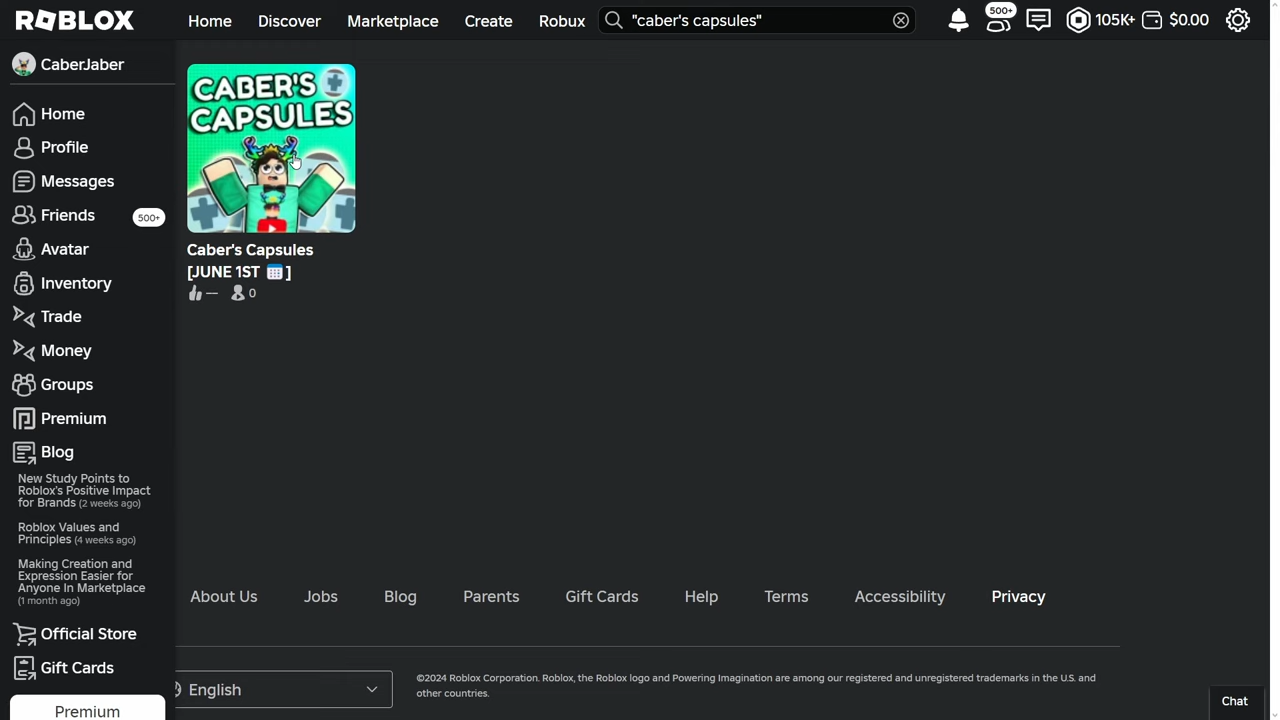 ROBLOX
Home
Discover
Marketplace
Create
Robux
"caber's capsules"
500+
105K+
$0.00
CaberJaber
Home
Profile
Messages
Friends
500+
Avatar
Inventory
Trade
Money
Groups
Premium
Blog
New Study Points to
Roblox's Positive Impact
for Brands (2 weeks ago)
Roblox Values and
Principles (4 weeks ago)
Making Creation and
Expression Easier for
Anyone In Marketplace
(1 month ago)
Official Store
Gift Cards
Premium
CABER'S
CAPSULES
Caber's Capsules
[JUNE 1ST 📅 ]
— 0
About Us
Jobs
Blog
Parents
Gift Cards
Help
Terms
Accessibility
Privacy
English
©2024 Roblox Corporation. Roblox, the Roblox logo and Powering Imagination are among our registered and unregistered trademarks in the U.S. and
other countries.
Chat